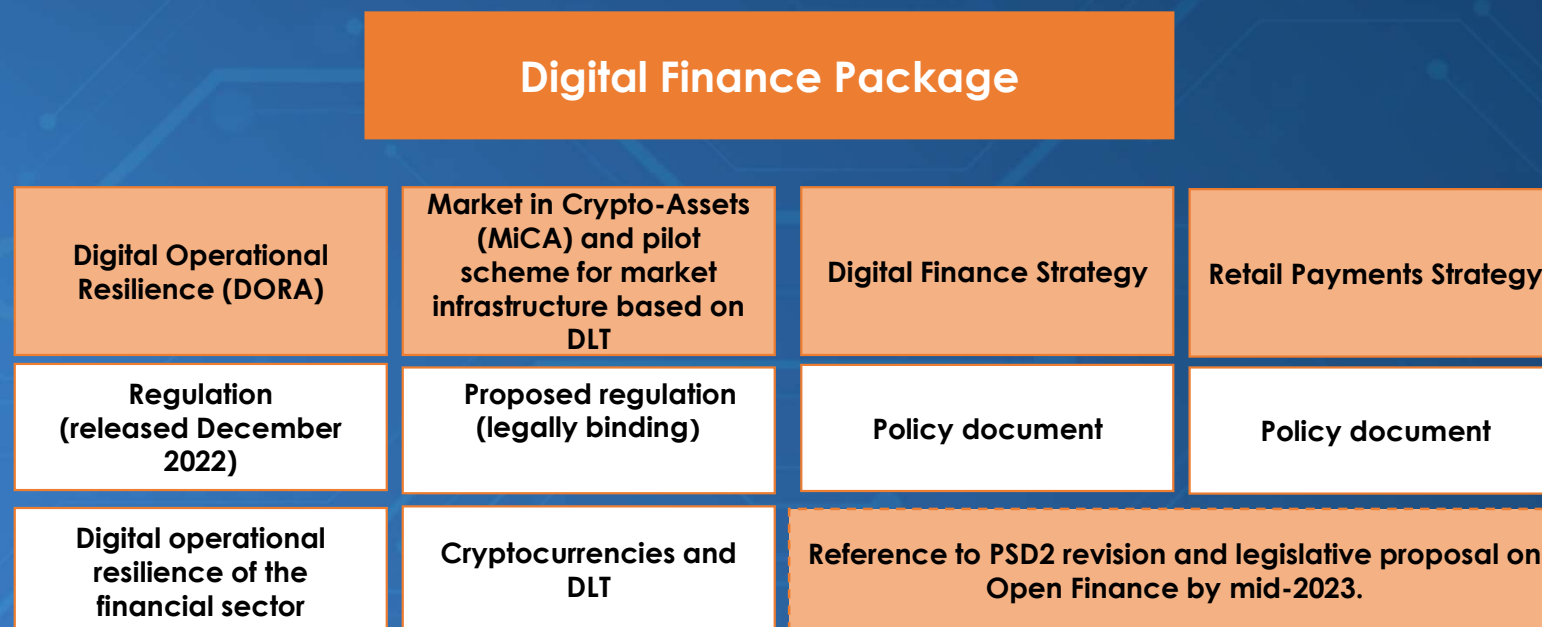 Digital Finance Package
Digital Operational
Resilience (DORA)
Market in Crypto-Assets
(MiCA) and pilot
scheme for market
infrastructure based on
DLT
Digital Finance Strategy
Retail Payments Strategy
Regulation
(released December
2022)
Proposed regulation
(legally binding)
Policy document
Policy document
Digital operational
resilience of the
financial sector
Cryptocurrencies and
DLT
Reference to PSD2 revision and legislative proposal on
Open Finance by mid-2023.